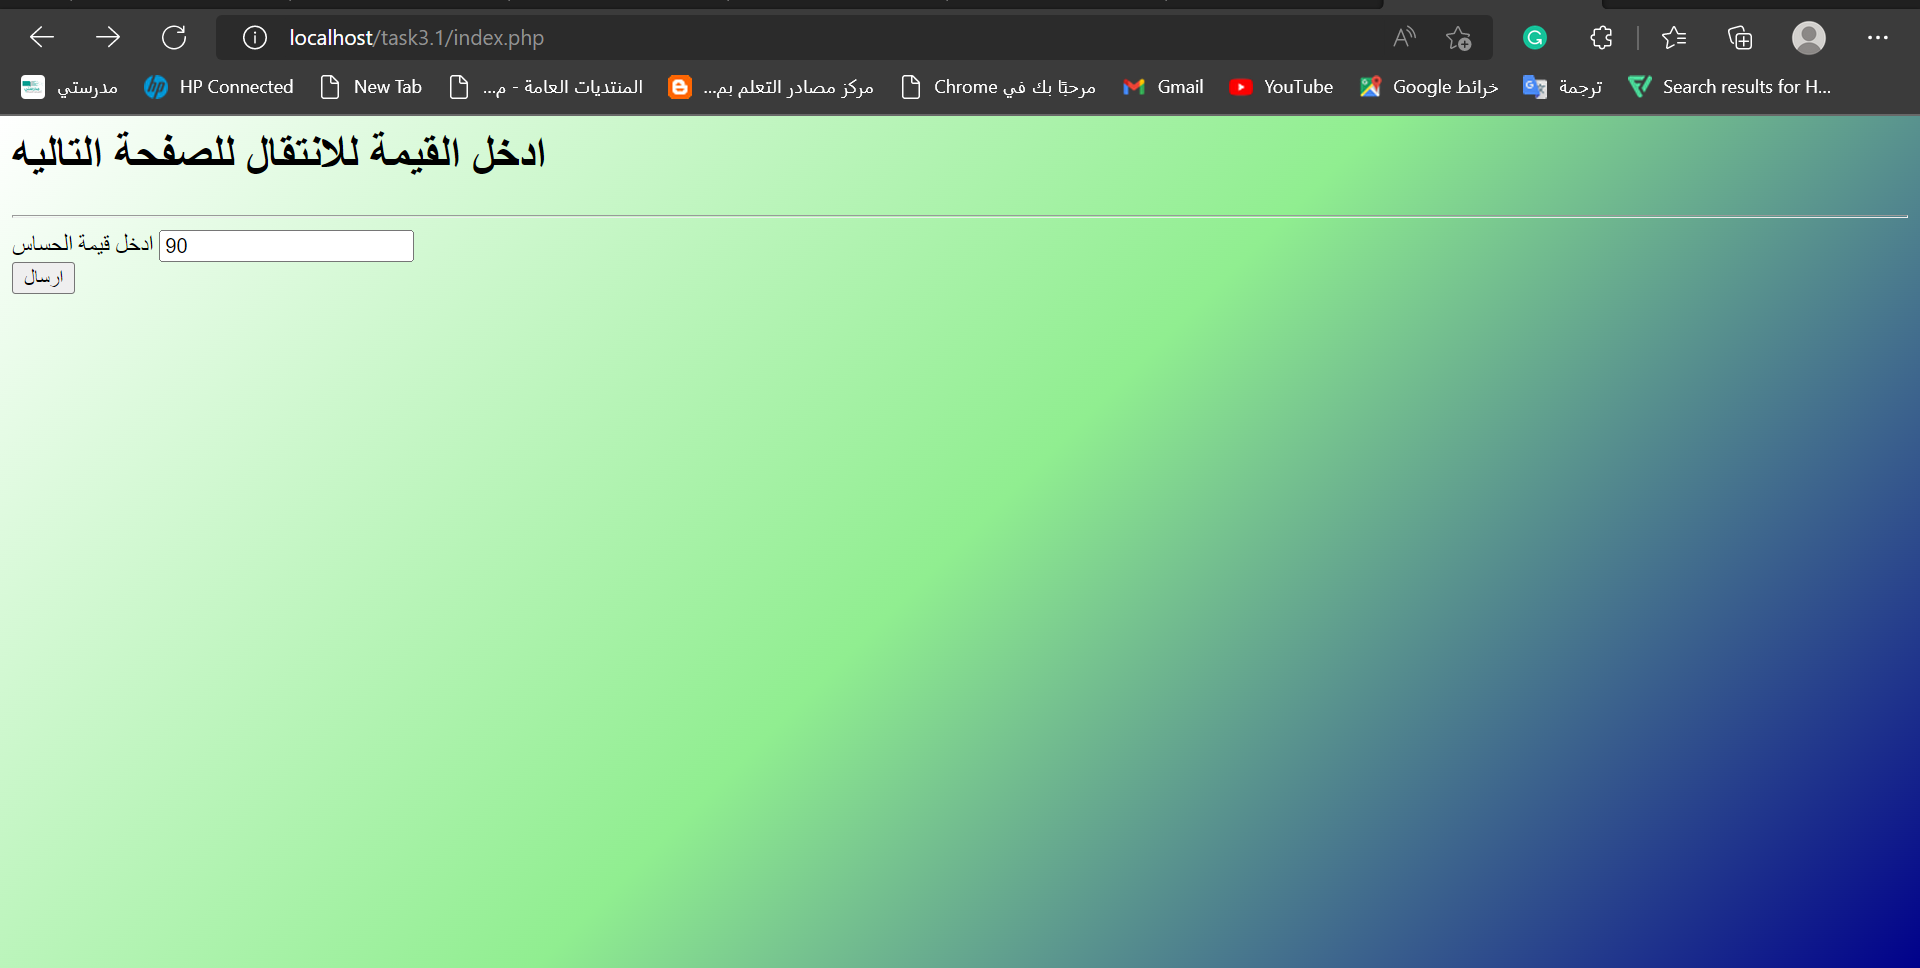 localhost/task3.1/index.php
مدرستي HP Connected New Tab المنتديات العامة - م... مركز مصادر التعلم بم... مرحبًا بك في Chrome Gmail YouTube خرائط Google ترجمة Search results for H...
ادخل القيمة للانتقال للصفحة التاليه
ادخل قيمة الحساس 90
ارسال